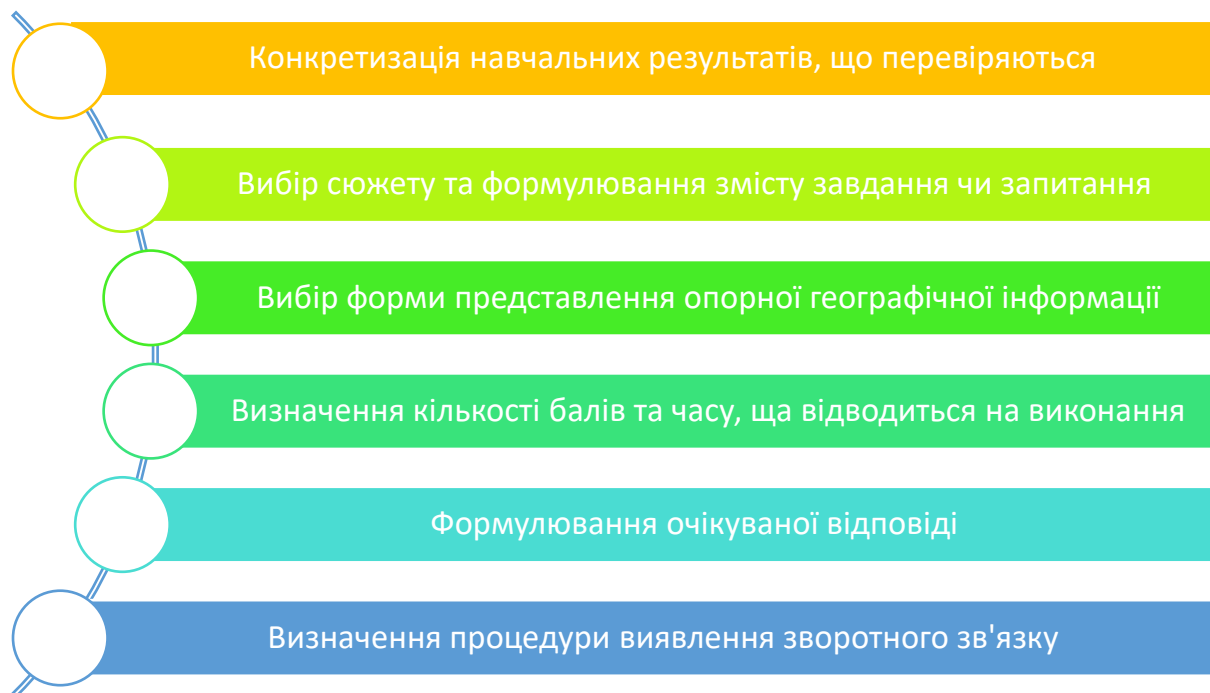 Конкретизація навчальних результатів, що перевіряються
Вибір сюжету та формулювання змісту завдання чи запитання
Вибір форми представлення опорної географічної інформації
Визначення кількості балів та часу, ща відводиться на виконання
Формулювання очікуваної відповіді
Визначення процедури виявлення зворотного зв'язку